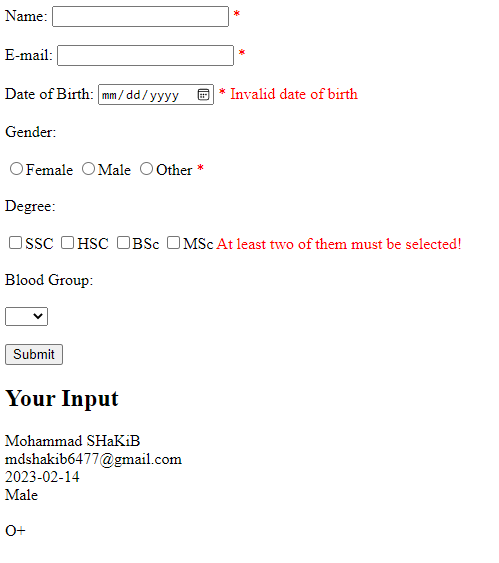 Name: *
E-mail: *
Date of Birth: mm/dd/yyyy * Invalid date of birth
Gender:
Female Male Other *
Degree:
SSC HSC BSc MSc At least two of them must be selected!
Blood Group:
Submit
Your Input
Mohammad SHaKiB
mdshakib6477@gmail.com
2023-02-14
Male
O+